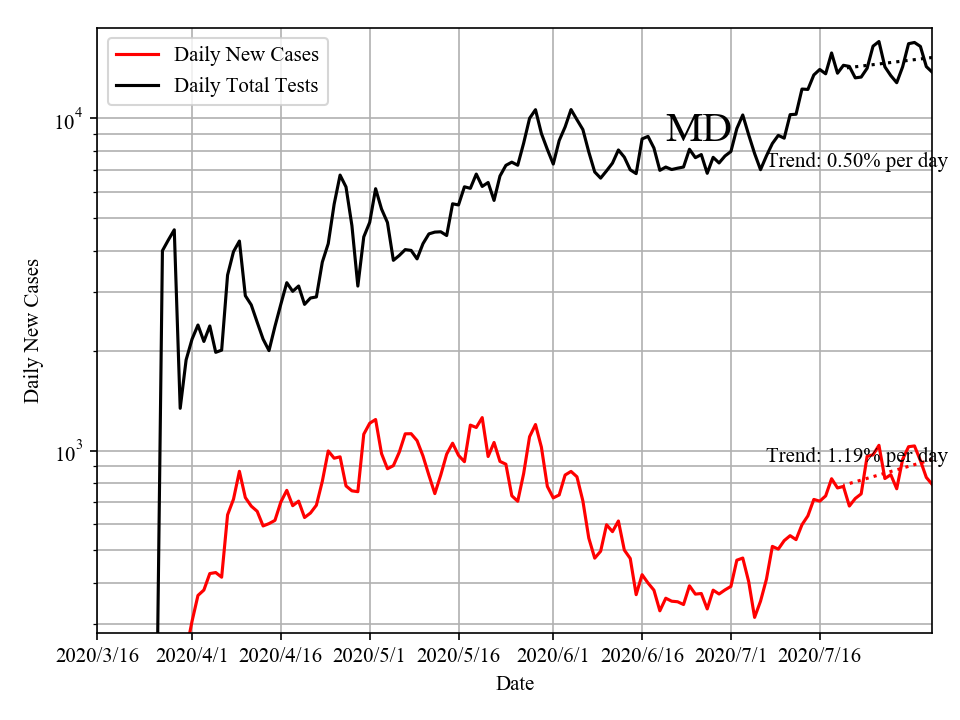 Daily New Cases
Daily Total Tests
MD
10^4
Trend: 0.50% per day
Daily New Cases
10^3
Trend: 1.19% per day
2020/3/16 2020/4/1 2020/4/16 2020/5/1 2020/5/16 2020/6/1 2020/6/16 2020/7/1 2020/7/16
Date